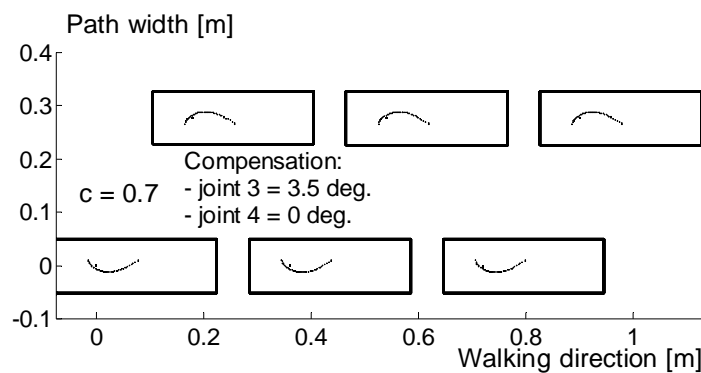 Path width [m]
0.4
0.3
0.2
0.1
0
-0.1
Compensation:
- joint 3 = 3.5 deg.
- joint 4 = 0 deg.
c = 0.7
0
0.2
0.4
0.6
0.8
1
Walking direction [m]